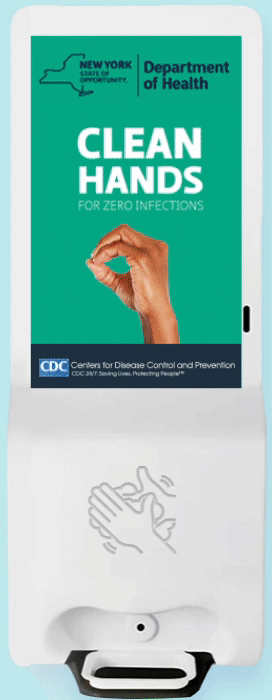 NEW YORK
STATE OF
OPPORTUNITY.
Department
of Health
CLEAN
HANDS
FOR ZERO INFECTIONS
CDC
Centers for Disease Control and Prevention
CDC 24/7: Saving Lives, Protecting People™